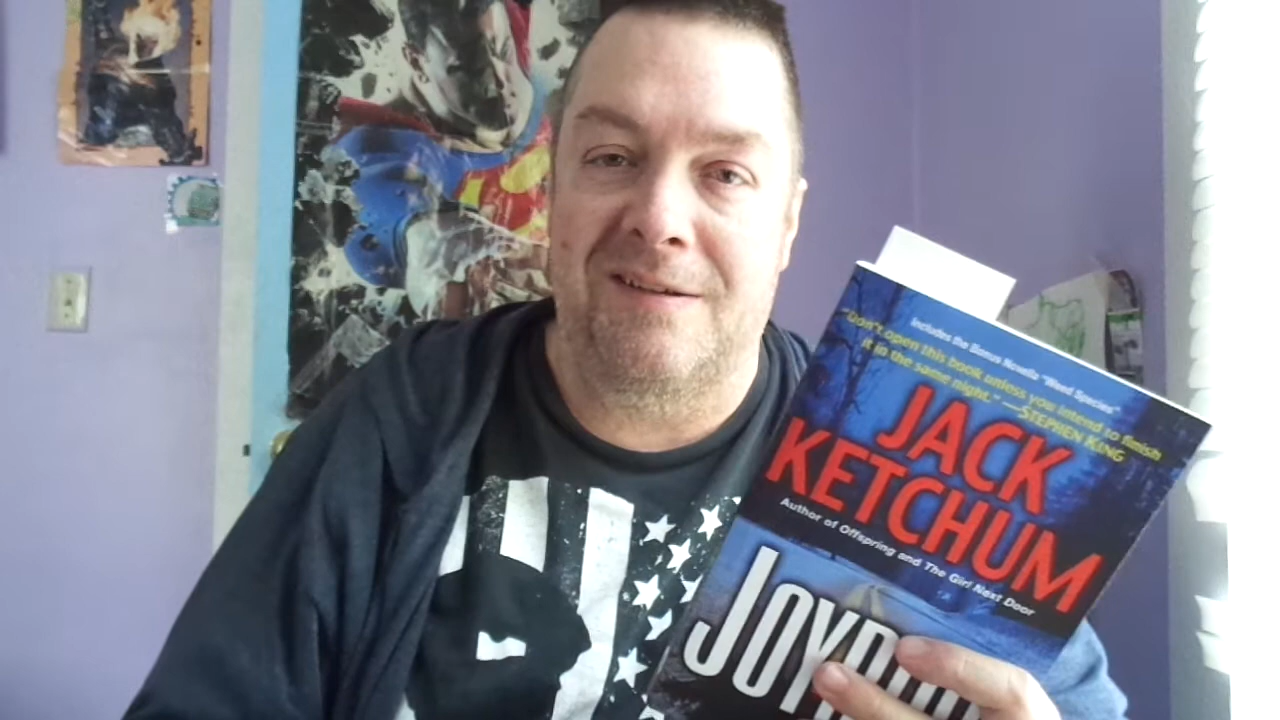 Includes the Bonus Novella "Weed Species"
"Don't open this book unless you intend to finish
it in the same night." —STEPHEN KING
JACK
KETCHUM
Author of Offspring and The Girl Next Door